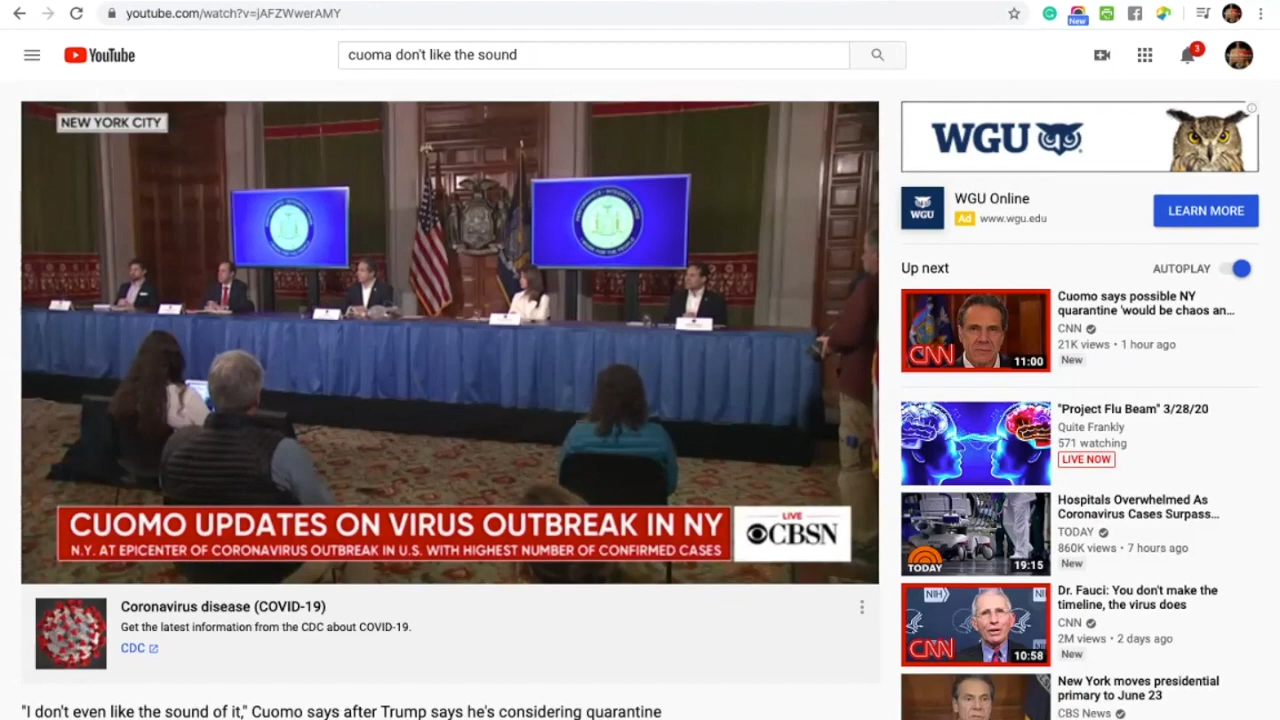 youtube.com/watch?v=jAFZWwerAMY
New
YouTube
cuoma don't like the sound
3
NEW YORK CITY
CUOMO UPDATES ON VIRUS OUTBREAK IN NY
N.Y. AT EPICENTER OF CORONAVIRUS OUTBREAK IN U.S. WITH HIGHEST NUMBER OF CONFIRMED CASES
LIVE
CBSN
Coronavirus disease (COVID-19)
Get the latest information from the CDC about COVID-19.
CDC
"I don't even like the sound of it," Cuomo says after Trump says he's considering quarantine
WGU
WGU
WGU Online
Ad www.wgu.edu
LEARN MORE
Up next
AUTOPLAY
CNN
11:00
Cuomo says possible NY
quarantine 'would be chaos an...
CNN
21K views • 1 hour ago
New
"Project Flu Beam" 3/28/20
Quite Frankly
571 watching
LIVE NOW
TODAY
19:15
Hospitals Overwhelmed As
Coronavirus Cases Surpass...
TODAY
860K views • 7 hours ago
New
NIH
NI
CNN
10:58
Dr. Fauci: You don't make the
timeline, the virus does
CNN
2M views • 2 days ago
New
New York moves presidential
primary to June 23
CBS News